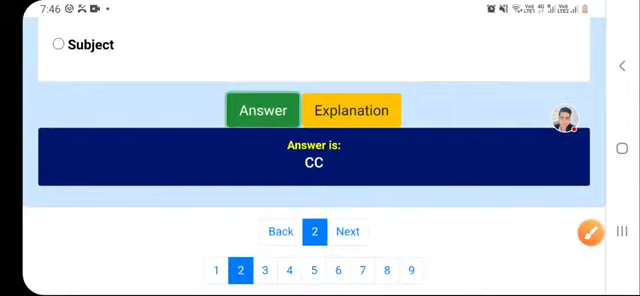 7:46
Subject
Answer Explanation
Answer is:
CC
Back 2 Next
1 2 3 4 5 6 7 8 9